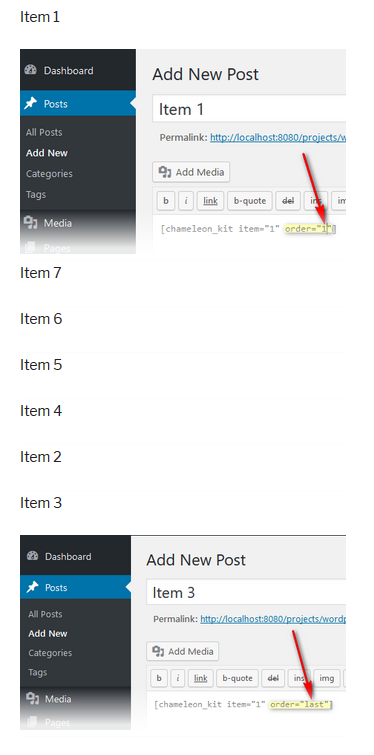 Item 1
Dashboard
Add New Post
Posts
Item 1
All Posts
Permalink: http://localhost:8080/projects/w
Add New
Categories
Add Media
Tags
b i link b-quote del ins im
Media
[chameleon_kit item="1" order="1"]
Pages
Item 7
Item 6
Item 5
Item 4
Item 2
Item 3
Dashboard
Add New Post
Posts
Item 3
All Posts
Permalink: http://localhost:8080/projects/wordp
Add New
Categories
Add Media
Tags
b i link b-quote del ins img
Media
[chameleon_kit item="1" order="last"]
Pages